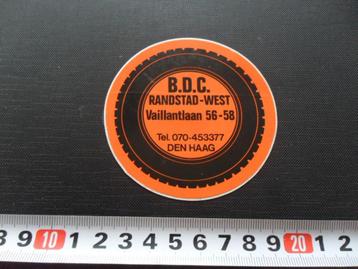 B.D.C.
RANDSTAD-WEST
Vaillantlaan 56-58
Tel. 070-453377
DEN HAAG
8 9 10 1 2 3 4 5 6 7 8 9 20 1 2